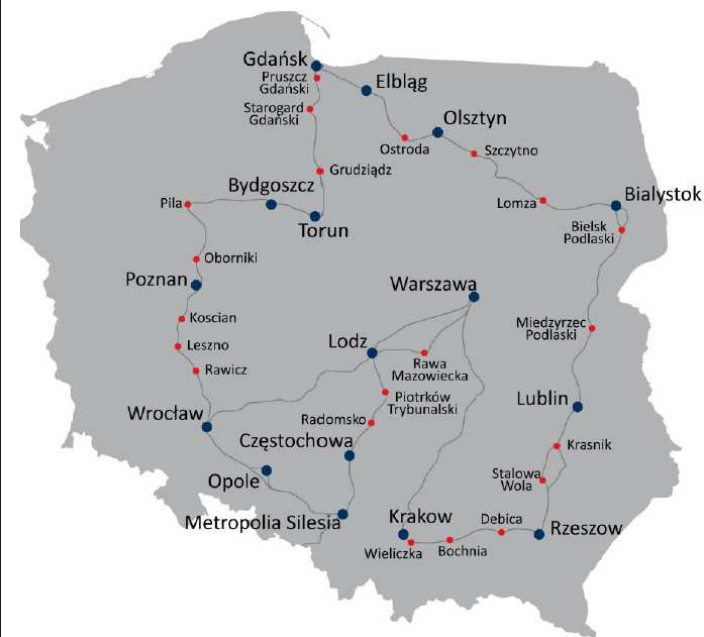 Gdańsk
Pruszcz
Gdański
Elbląg
Starogard
Gdański
Olsztyn
Ostroda
Szczytno
Grudziądz
Bydgoszcz
Pila
Torun
Lomza
Bialystok
Bielsk
Podlaski
Oborniki
Poznan
Warszawa
Koscian
Miedzyrzec
Podlaski
Leszno
Lodz
Rawa
Mazowiecka
Rawicz
Piotrków
Trybunalski
Lublin
Wrocław
Radomsko
Częstochowa
Krasnik
Opole
Stalowa
Wola
Metropolia Silesia
Krakow
Debica
Rzeszow
Wieliczka
Bochnia